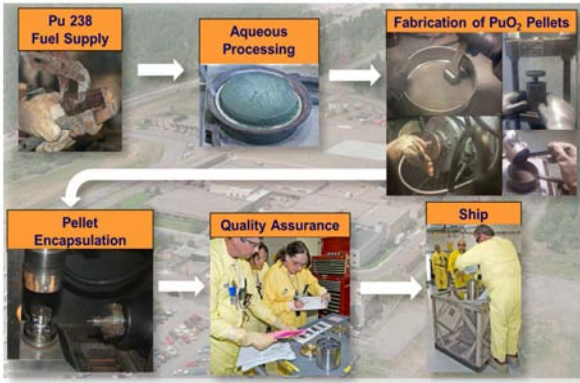 Pu 238
Fuel Supply
Aqueous
Processing
Fabrication of PuO₂ Pellets
Pellet
Encapsulation
Quality Assurance
Ship